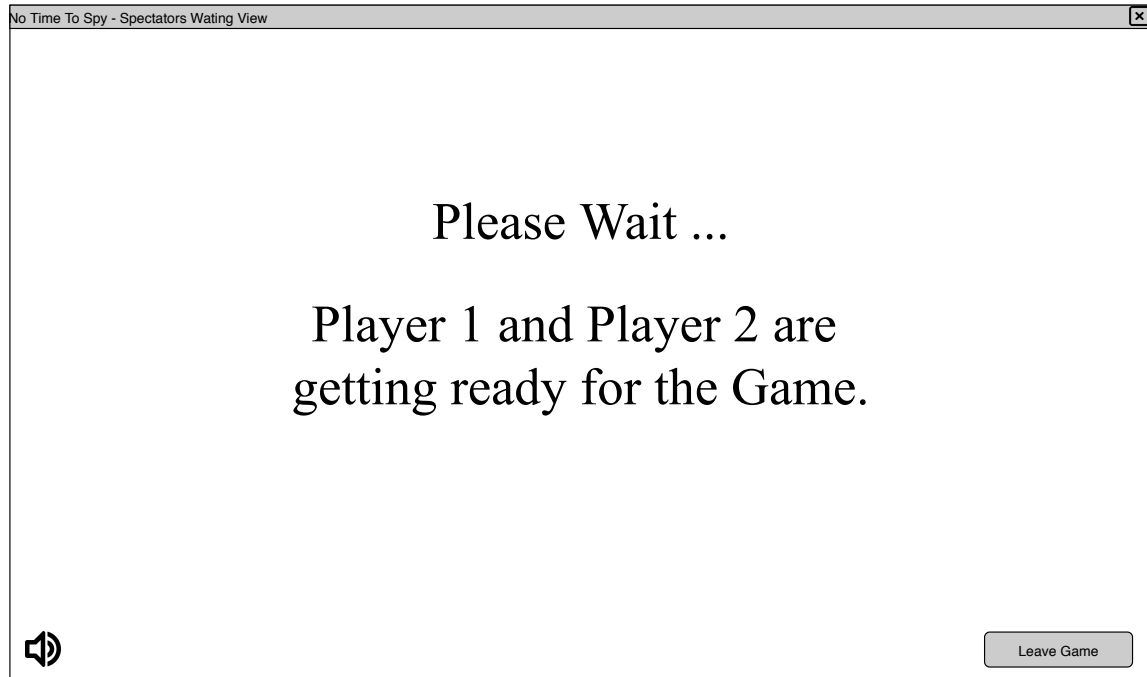 No Time To Spy - Spectators Wating View
Please Wait ...
Player 1 and Player 2 are
getting ready for the Game.
Leave Game